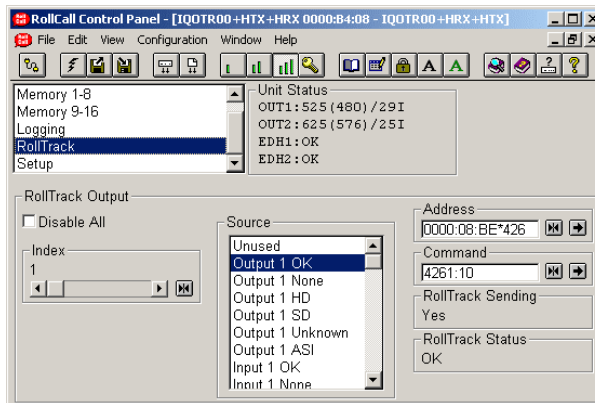 RollCall Control Panel - [IQOTR00+HTX+HRX 0000:B4:08 - IQOTR00+HRX+HTX]
File Edit View Configuration Window Help
A A
Memory 1-8
Memory 9-16
Logging
RollTrack
Setup
Unit Status
OUT1:525(480)/29I
OUT2:625(576)/25I
EDH1:OK
EDH2:OK
RollTrack Output
Disable All
Index
1
Source
Unused
Output 1 OK
Output 1 None
Output 1 HD
Output 1 SD
Output 1 Unknown
Output 1 ASI
Input 1 OK
Input 1 None
Address
0000:08:BE*426
Command
4261:10
RollTrack Sending
Yes
RollTrack Status
OK